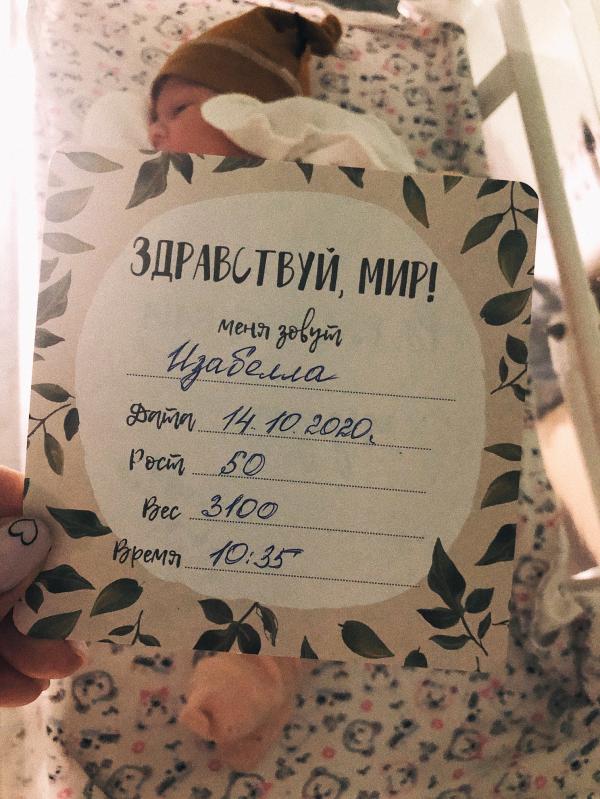 ЗДРАВСТВУЙ, МИР!
меня зовут
Изабелла
Дата 14.10.2020.
Рост 50
Вес 3100
Время 10:35